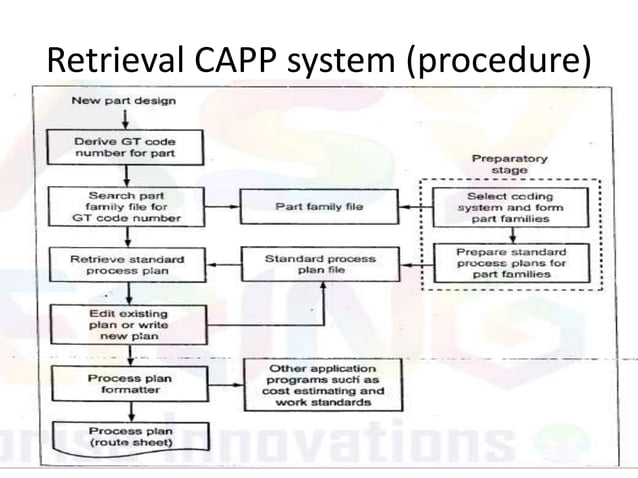 Retrieval CAPP system (procedure)
New part design
Derive GT code
number for part
Preparatory
stage
Search part
family file for
GT code number
Part family file
Select coding
system and form
part families
Retrieve standard
process plan
Standard process
plan file
Prepare standard
process plans for
part families
Edit existing
plan or write
new plan
Process plan
formatter
Other application
programs such as
cost estimating and
work standards
Process plan
(route sheet)
Innovations